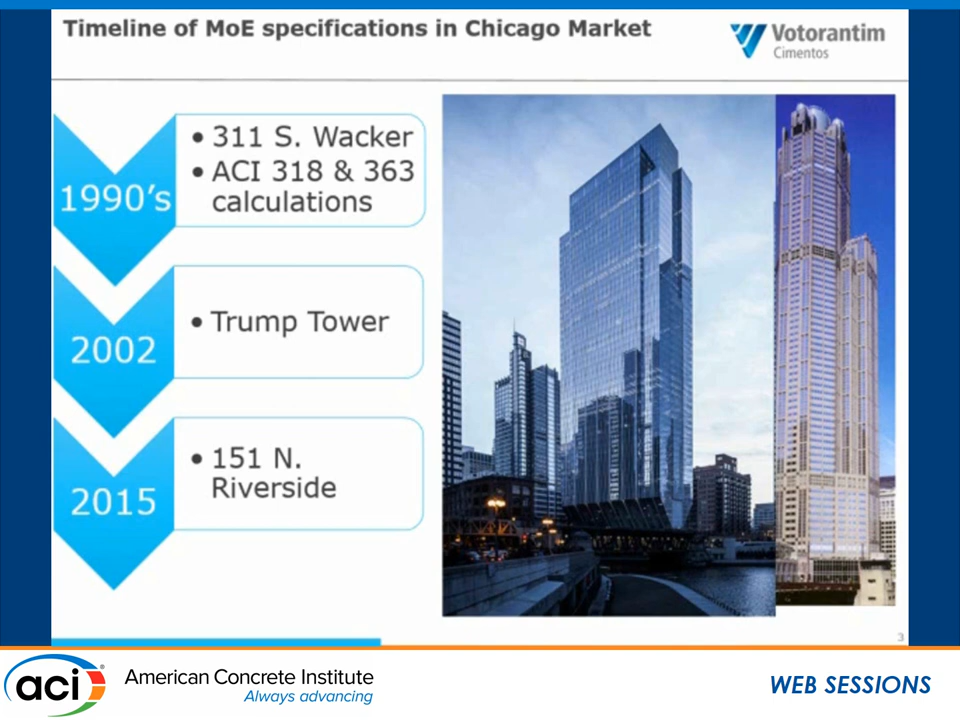 Timeline of MoE specifications in Chicago Market
Votorantim
Cimentos
1990's
• 311 S. Wacker
• ACI 318 & 363
calculations
2002
• Trump Tower
2015
• 151 N.
Riverside
3
aci®
American Concrete Institute
Always advancing
WEB SESSIONS